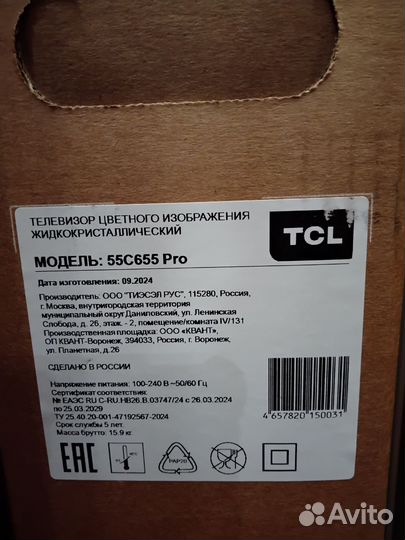 ТЕЛЕВИЗОР ЦВЕТНОГО ИЗОБРАЖЕНИЯ
ЖИДКОКРИСТАЛЛИЧЕСКИЙ
TCL
МОДЕЛЬ: 55C655 Pro
Дата изготовления: 09.2024
Производитель: ООО "ТИЭСЭЛ РУС", 115280, Россия,
г. Москва, внутригородская территория
муниципальный округ Даниловский, ул. Ленинская
Слобода, д. 26, этаж. - 2, помещение/комната IV/131
Производственная площадка: ООО «КВАНТ»,
ОП КВАНТ-Воронеж, 394033, Россия, г. Воронеж,
ул. Планетная, д. 26
СДЕЛАНО В РОССИИ
Напряжение питания: 100-240 В ~50/60 Гц
Сертификат соответствия:
№ ЕАЭС RU C-RU.НВ26.В.03747/24 с 26.03.2024
по 25.03.2029
ТУ 25.40.20-001-47192567-2024
Срок службы 5 лет.
Масса брутто: 15.9 кг.
4 657820 150031
EAC
PAP20
Avito